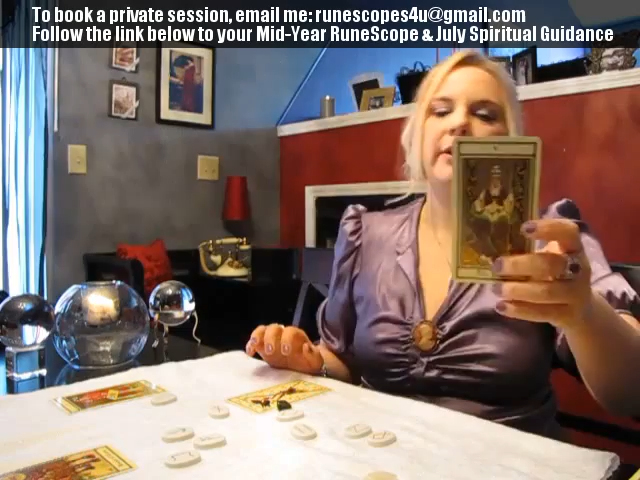 To book a private session, email me: runescopes4u@gmail.com
Follow the link below to your Mid-Year RuneScope & July Spiritual Guidance